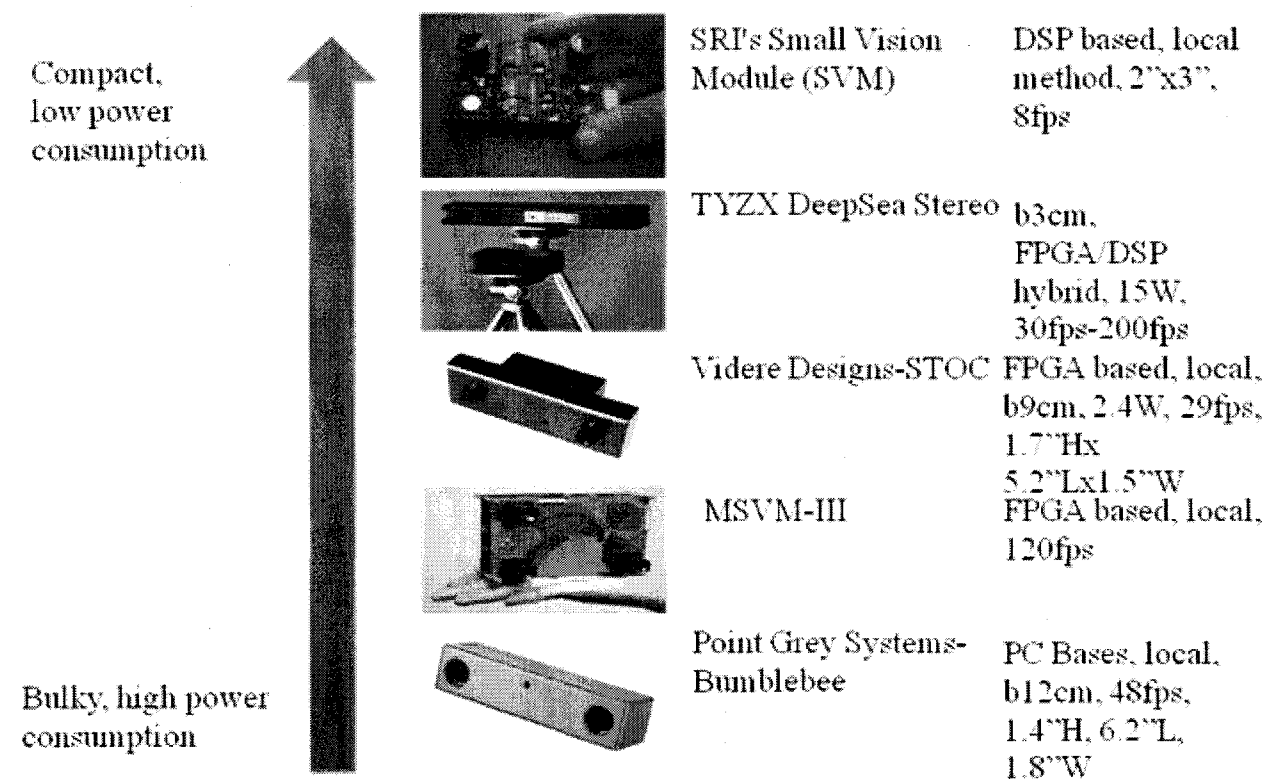 Compact,
low power
consumption
SRI's Small Vision
Module (SVM)
DSP based, local
method, 2”x3”,
8fps
TYZX DeepSea Stereo
b3cm,
FPGA/DSP
hybrid, 15W,
30fps-200fps
Videre Designs-STOC
FPGA based, local,
b9cm, 2.4W, 29fps,
1.7”Hx
5.2”Lx1.5”W
MSVM-III
FPGA based, local,
120fps
Point Grey Systems-
Bumblebee
PC Bases, local,
b12cm, 48fps,
1.4”H, 6.2”L,
1.8”W
Bulky, high power
consumption